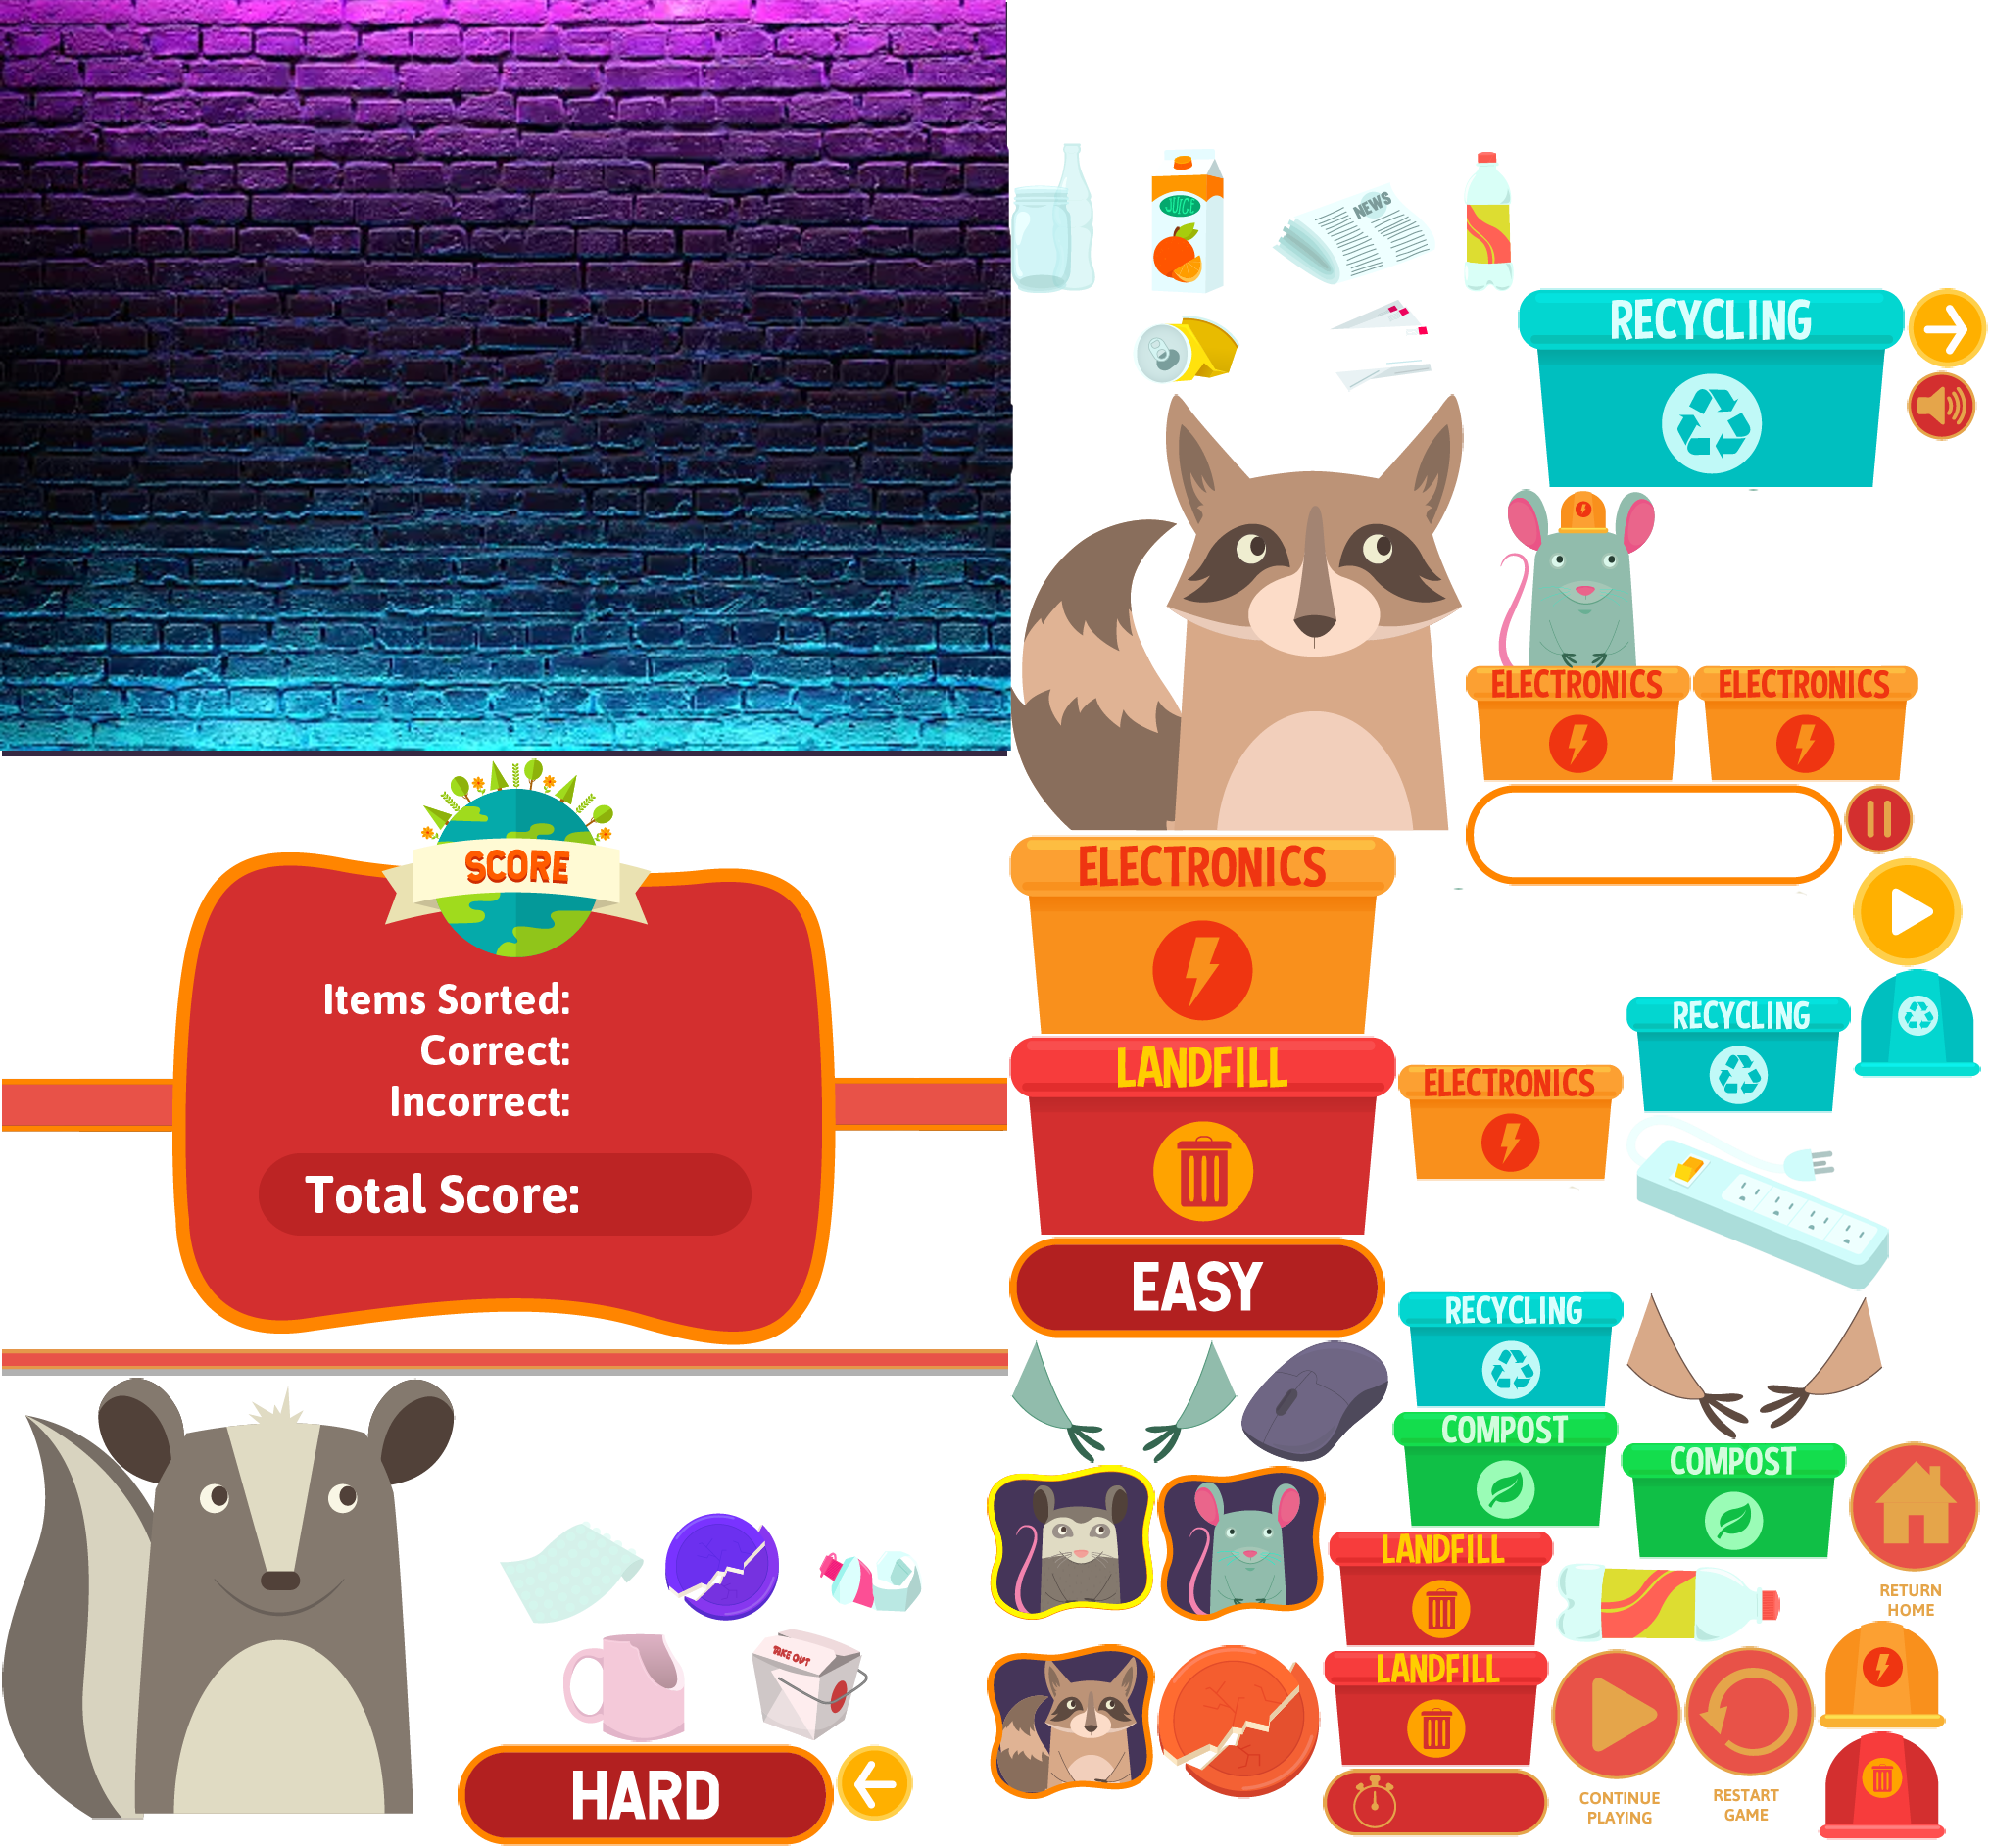 NEWS
JUICE
RECYCLING
ELECTRONICS
ELECTRONICS
SCORE
Items Sorted:
Correct:
Incorrect:
Total Score:
ELECTRONICS
LANDFILL
EASY
RECYCLING
ELECTRONICS
RECYCLING
COMPOST
COMPOST
LANDFILL
LANDFILL
RETURN
HOME
TAKE OUT
HARD
CONTINUE
PLAYING
RESTART
GAME